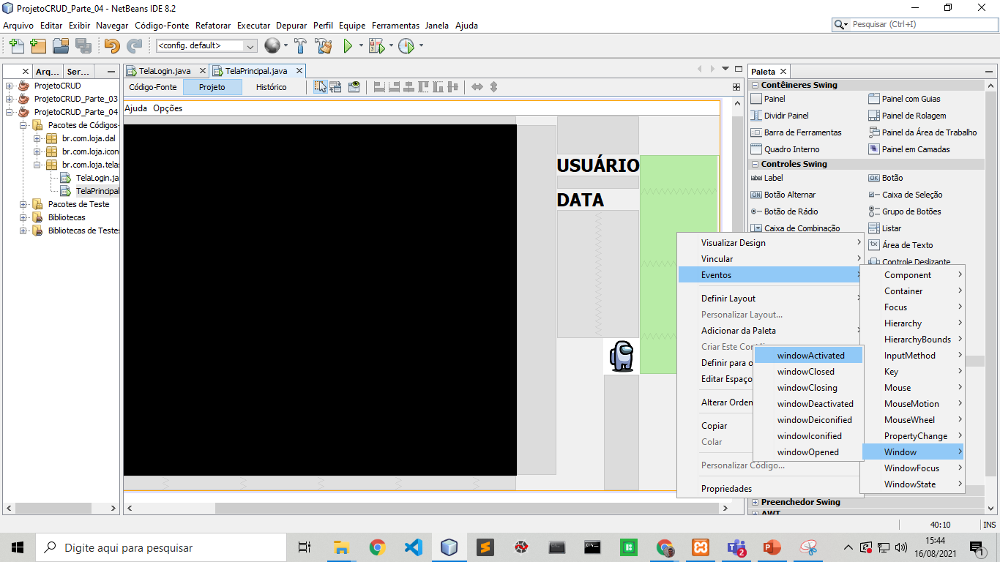 ProjetoCRUD_Parte_04 - NetBeans IDE 8.2
Arquivo Editar Exibir Navegar Código-Fonte Refatorar Executar Depurar Perfil Equipe Ferramentas Janela Ajuda
Pesquisar (Ctrl+I)
<config. default>
Arq... Ser...
TelaLogin.java TelaPrincipal.java
Paleta
Código-Fonte Projeto Histórico
ProjetoCRUD
ProjetoCRUD_Parte_03
ProjetoCRUD_Parte_04
Pacotes de Códigos-
br.com.loja.dal
br.com.loja.icon
br.com.loja.telas
TelaLogin.ja
TelaPrincipal
Pacotes de Teste
Bibliotecas
Bibliotecas de Testes
Ajuda Opções
USUÁRIO
DATA
Contêineres Swing
Painel Painel com Guias
Dividir Painel Painel de Rolagem
Barra de Ferramentas Painel da Área de Trabalho
Quadro Interno Painel em Camadas
Controles Swing
label Label OK Botão
ON Botão Alternar Caixa de Seleção
Botão de Rádio Grupo de Botões
Caixa de Combinação Listar
Área de Texto
Controle Deslizante
Visualizar Design
Vincular
Eventos
Definir Layout
Personalizar Layout...
Adicionar da Paleta
Criar Este
Definir para o
Editar Espaço
Alterar Orden
Copiar
Colar
Personalizar Código...
Propriedades
Component
Container
Focus
Hierarchy
HierarchyBounds
InputMethod
Key
Mouse
MouseMotion
MouseWheel
PropertyChange
Window
WindowFocus
WindowState
windowActivated
windowClosed
windowClosing
windowDeactivated
windowDeiconified
windowIconified
windowOpened
Preenchedor Swing
AWT
40:10 INS
Digite aqui para pesquisar
2
15:44
16/08/2021
1